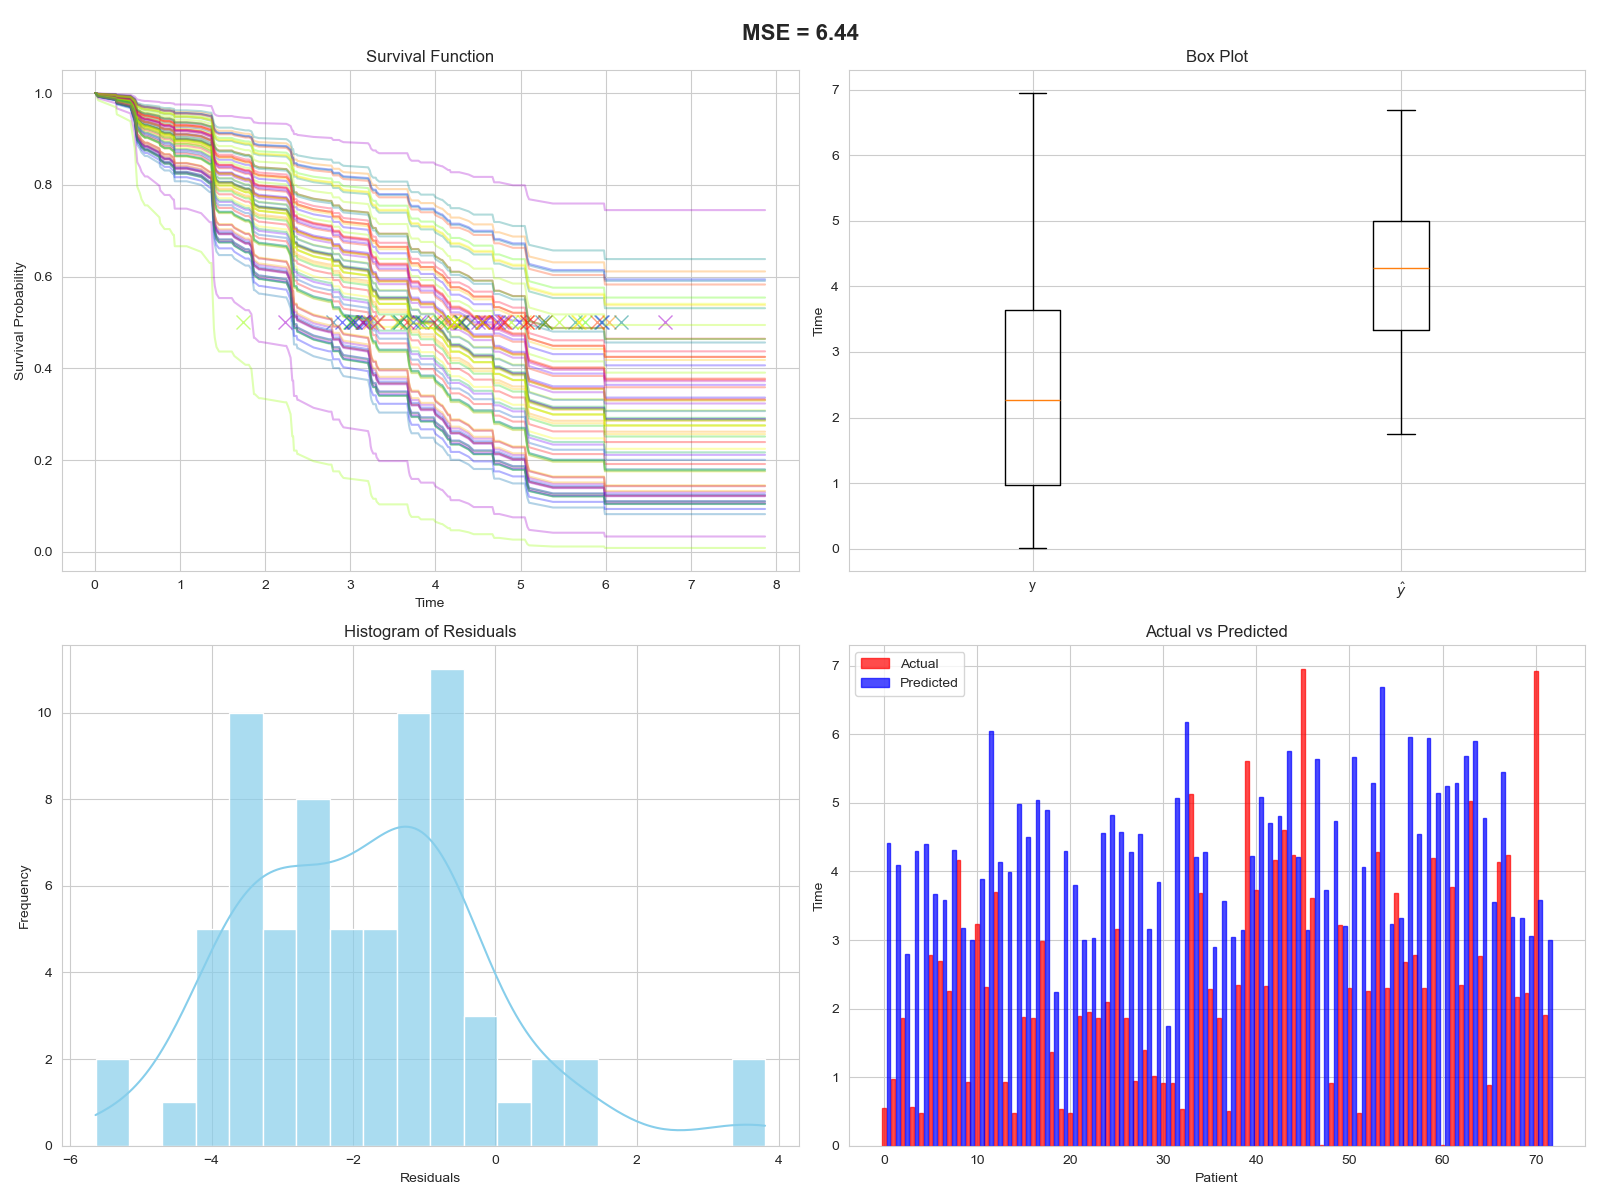 MSE = 6.44
Survival Function
Survival Probability
1.0
0.8
0.6
0.4
0.2
0.0
0 1 2 3 4 5 6 7 8
Time
Box Plot
Time
7
6
5
4
3
2
1
0
y ŷ
Histogram of Residuals
Frequency
10
8
6
4
2
0
−6 −4 −2 0 2 4
Residuals
Actual vs Predicted
Actual
Predicted
Time
7
6
5
4
3
2
1
0
0 10 20 30 40 50 60 70
Patient